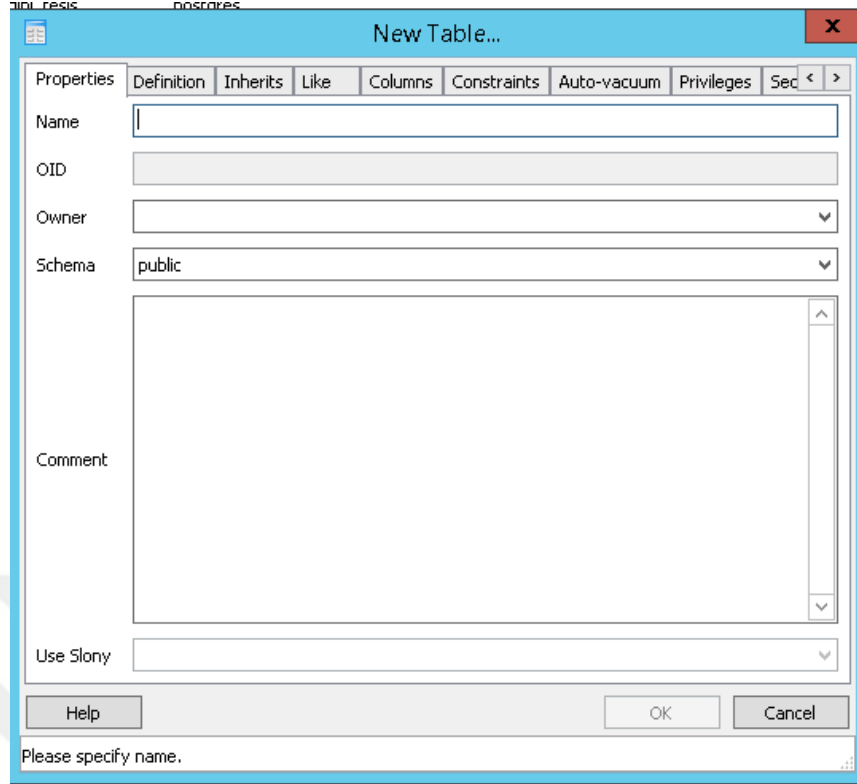 postgres
New Table...
x
Properties Definition Inherits Like Columns Constraints Auto-vacuum Privileges Sec < >
Name
OID
Owner
Schema public
Comment
Use Slony
Help OK Cancel
Please specify name.